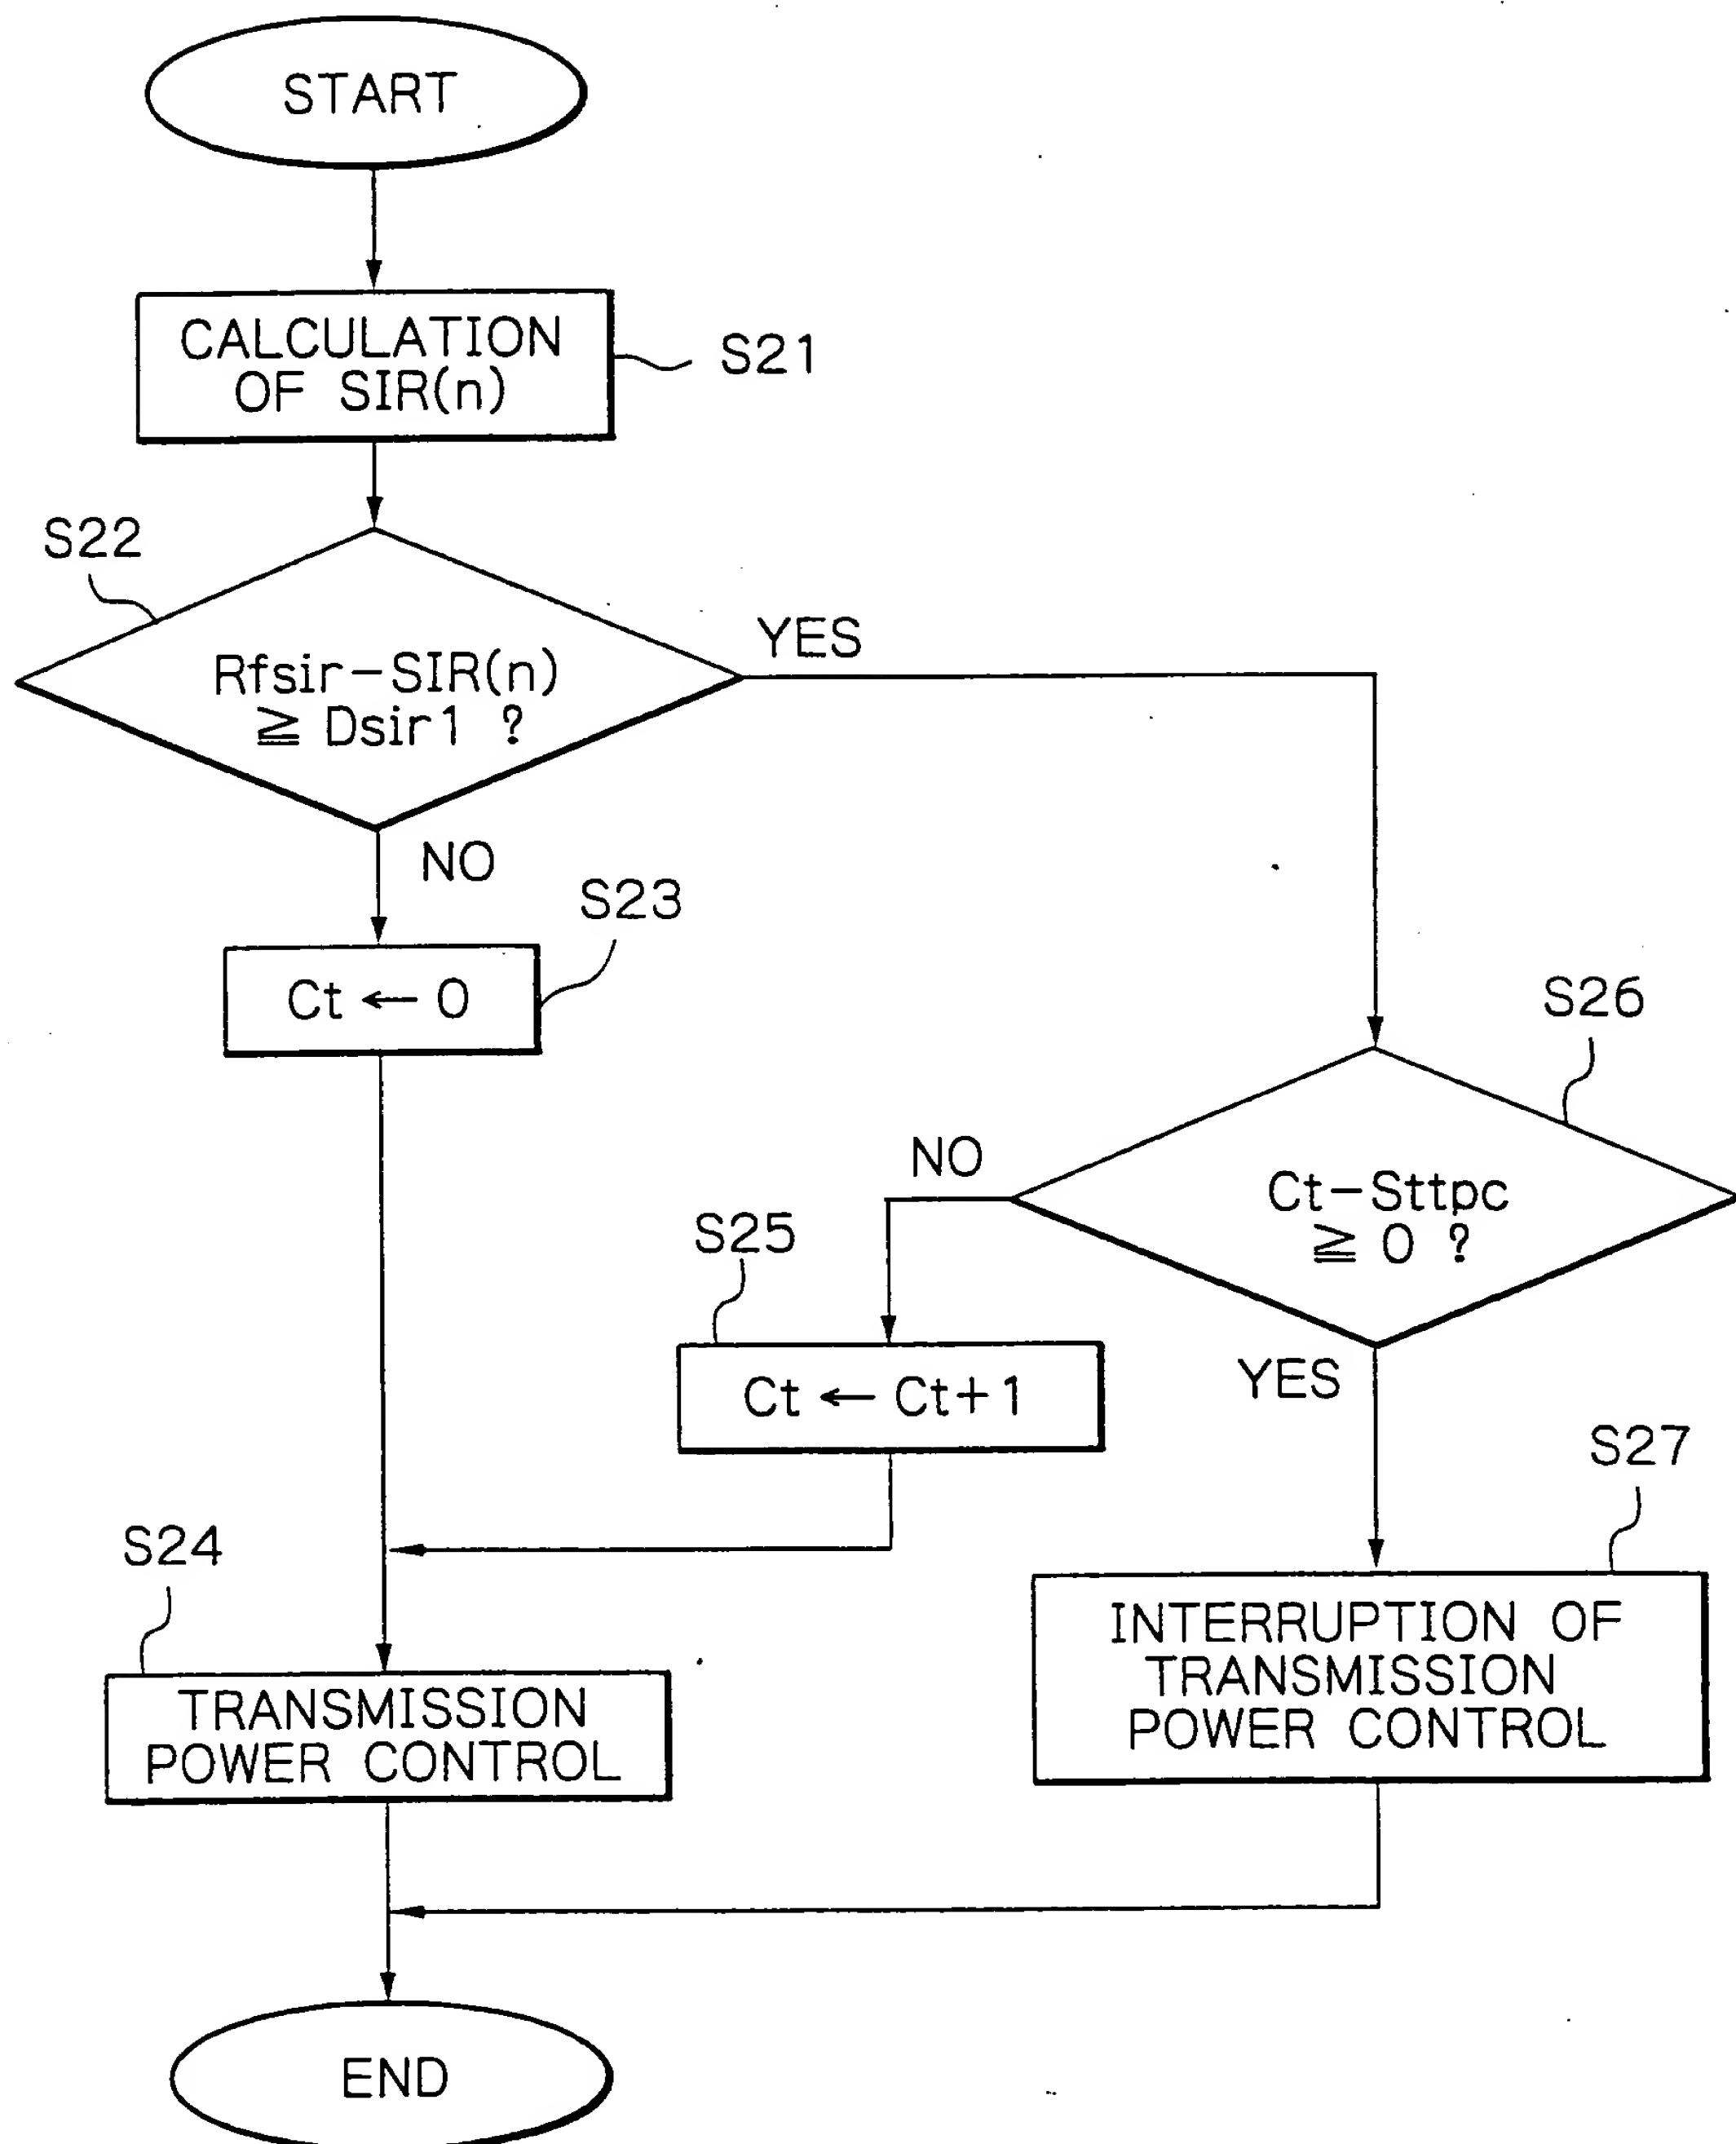 START
CALCULATION
OF SIR(n)
S21
S22
Rfsir-SIR(n)
≧ Dsir1 ?
YES
NO
S23
Ct ← 0
S26
Ct-Sttpc
≧ 0 ?
NO
S25
Ct ← Ct+1
YES
S27
INTERRUPTION OF
TRANSMISSION
POWER CONTROL
S24
TRANSMISSION
POWER CONTROL
END